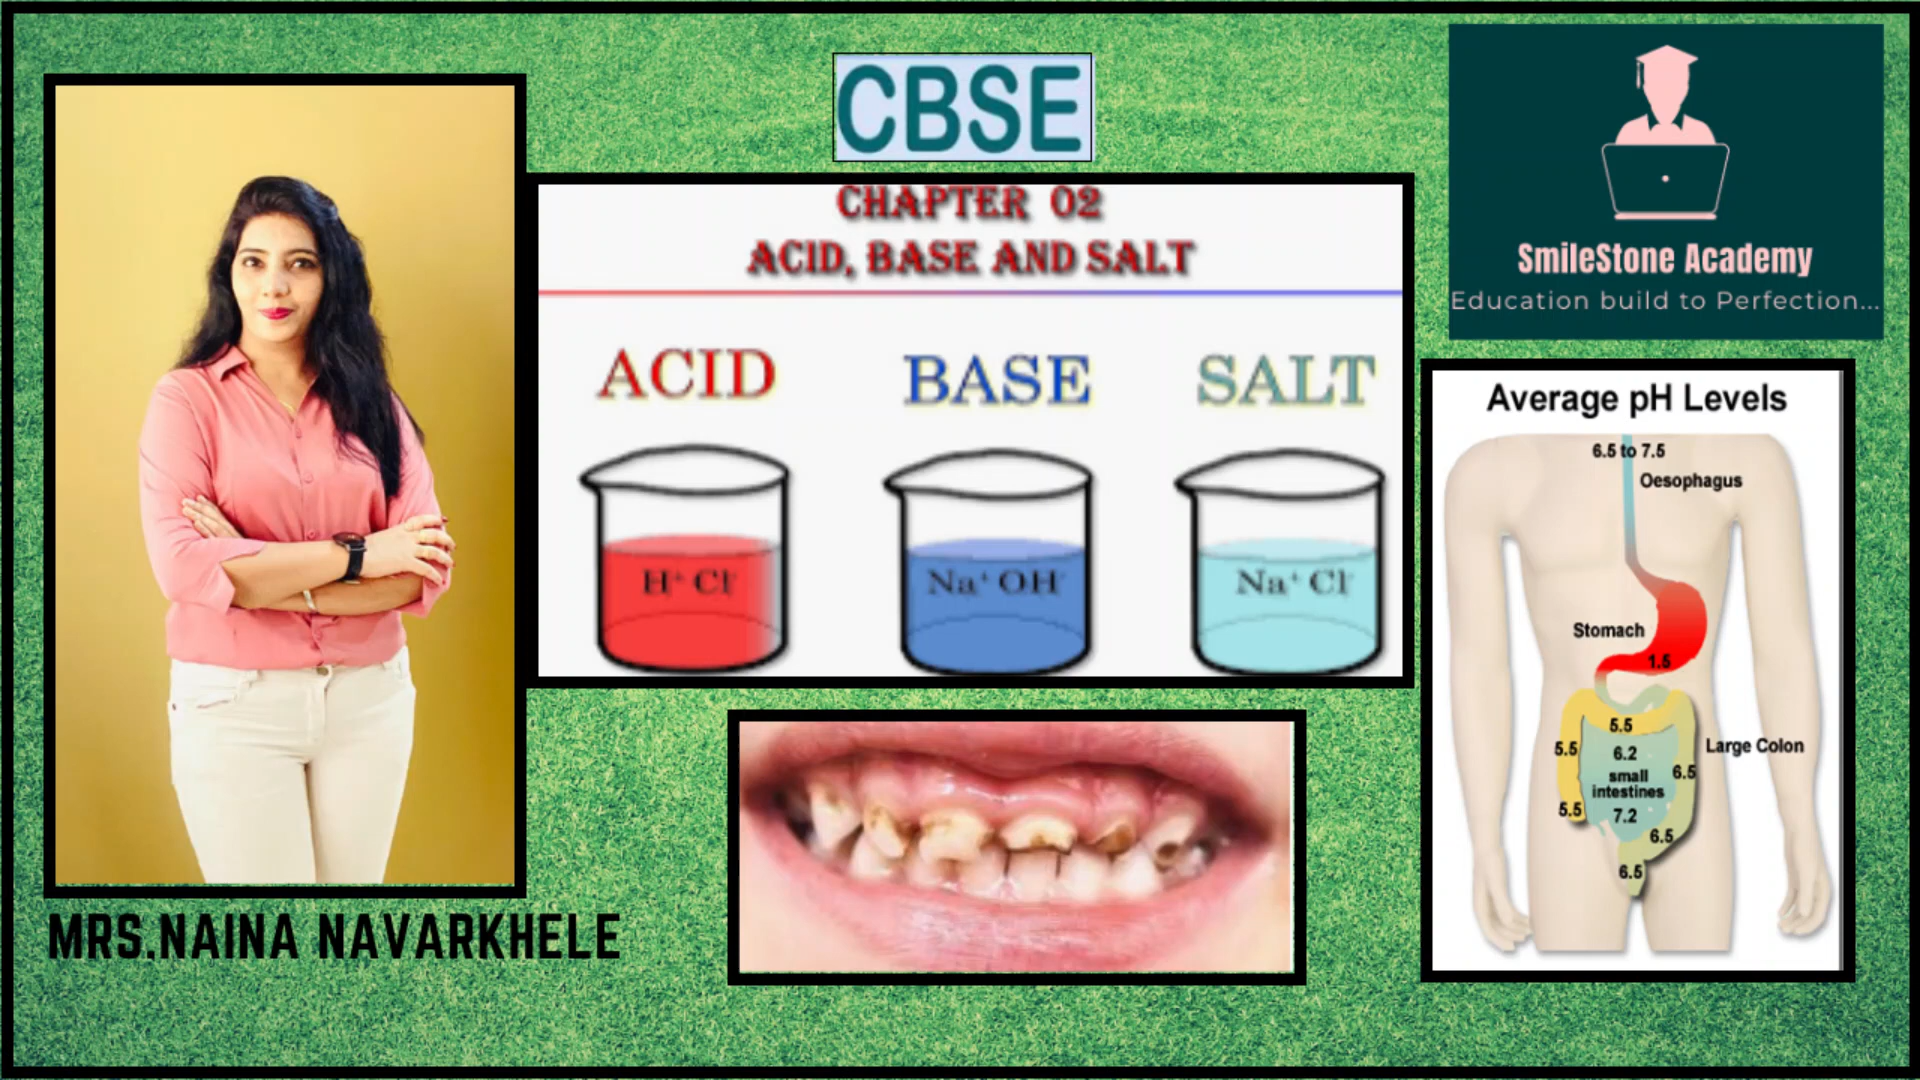 CBSE
CHAPTER 02
ACID, BASE AND SALT
ACID BASE SALT
H⁺ Cl⁻ Na⁺ OH⁻ Na⁺ Cl⁻
MRS.NAINA NAVARKHELE
SmileStone Academy
Education build to Perfection...
Average pH Levels
6.5 to 7.5
Oesophagus
Stomach
1.5
5.5
5.5
6.2
Large Colon
small
6.5
intestines
5.5
7.2
6.5
6.5